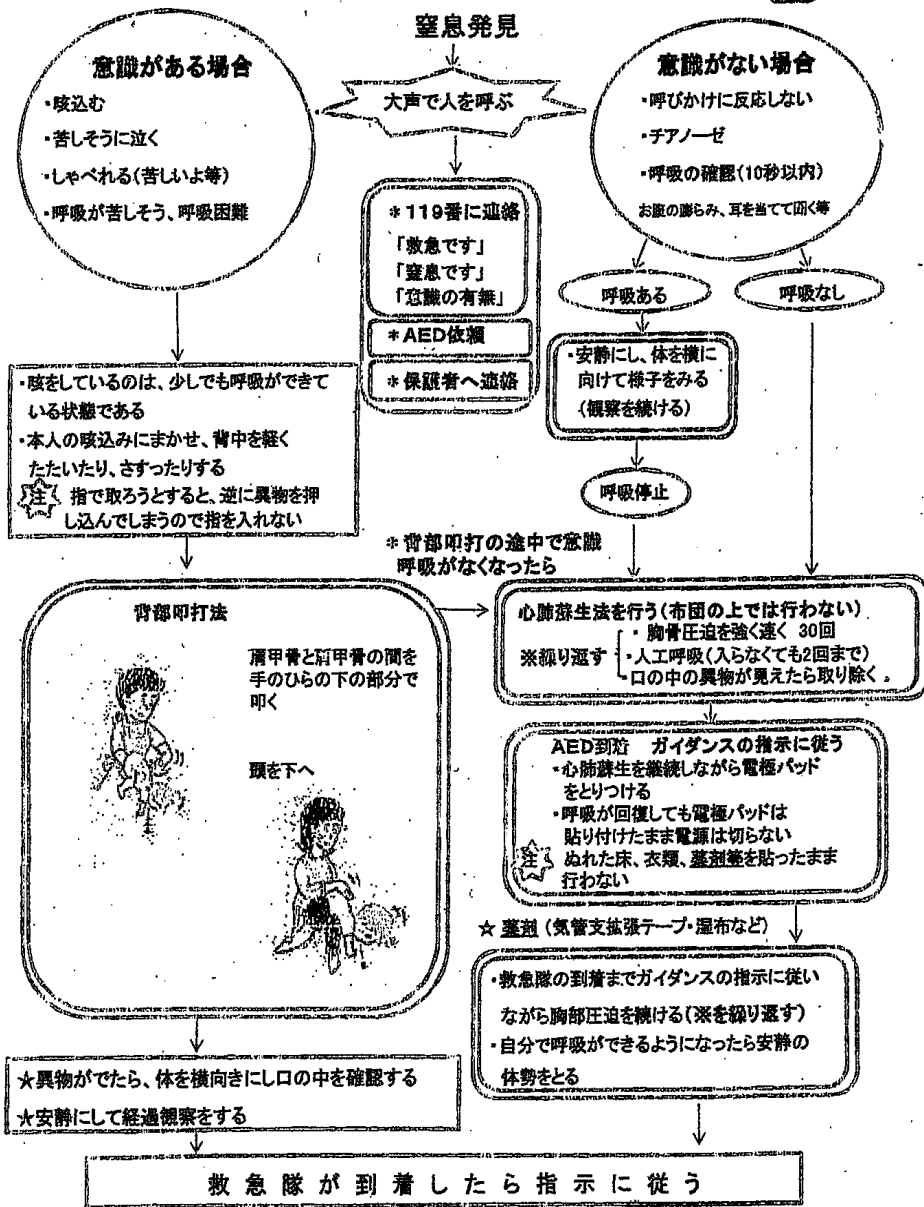 窒息発見
意識がある場合
・咳込む
・苦しそうに泣く
・しゃべれる(苦しいよ等)
・呼吸が苦しそう、呼吸困難
大声で人を呼ぶ
意識がない場合
・呼びかけに反応しない
・チアノーゼ
・呼吸の確認(10秒以内)
お腹の膨らみ、耳を当てて聞く等
＊119番に連絡
「救急です」
「窒息です」
「意識の有無」
＊AED依頼
＊保護者へ連絡
呼吸ある
呼吸なし
・安静にし、体を横に
向けて様子をみる
(観察を続ける)
呼吸停止
・咳をしているのは、少しでも呼吸ができて
いる状態である
・本人の咳込みにまかせ、背中を軽く
たたいたり、さすったりする
注 指で取ろうとすると、逆に異物を押
し込んでしまうので指を入れない
＊背部叩打の途中で意識
呼吸がなくなったら
背部叩打法
肩甲骨と肩甲骨の間を
手のひらの下の部分で
叩く
頭を下へ
心肺蘇生法を行う(布団の上では行わない)
※繰り返す
・胸骨圧迫を強く速く 30回
・人工呼吸(入らなくても2回まで)
口の中の異物が見えたら取り除く。
AED到着 ガイダンスの指示に従う
・心肺蘇生を継続しながら電極パッド
をとりつける
・呼吸が回復しても電極パッドは
貼り付けたまま電源は切らない
注 ぬれた床、衣類、薬剤等を貼ったまま
行わない
☆薬剤(気管支拡張テープ・湿布など)
・救急隊の到着までガイダンスの指示に従い
ながら胸部圧迫を続ける(※を繰り返す)
・自分で呼吸ができるようになったら安静の
体勢をとる
★異物がでたら、体を横向きにし口の中を確認する
★安静にして経過観察をする
救急隊が到着したら指示に従う